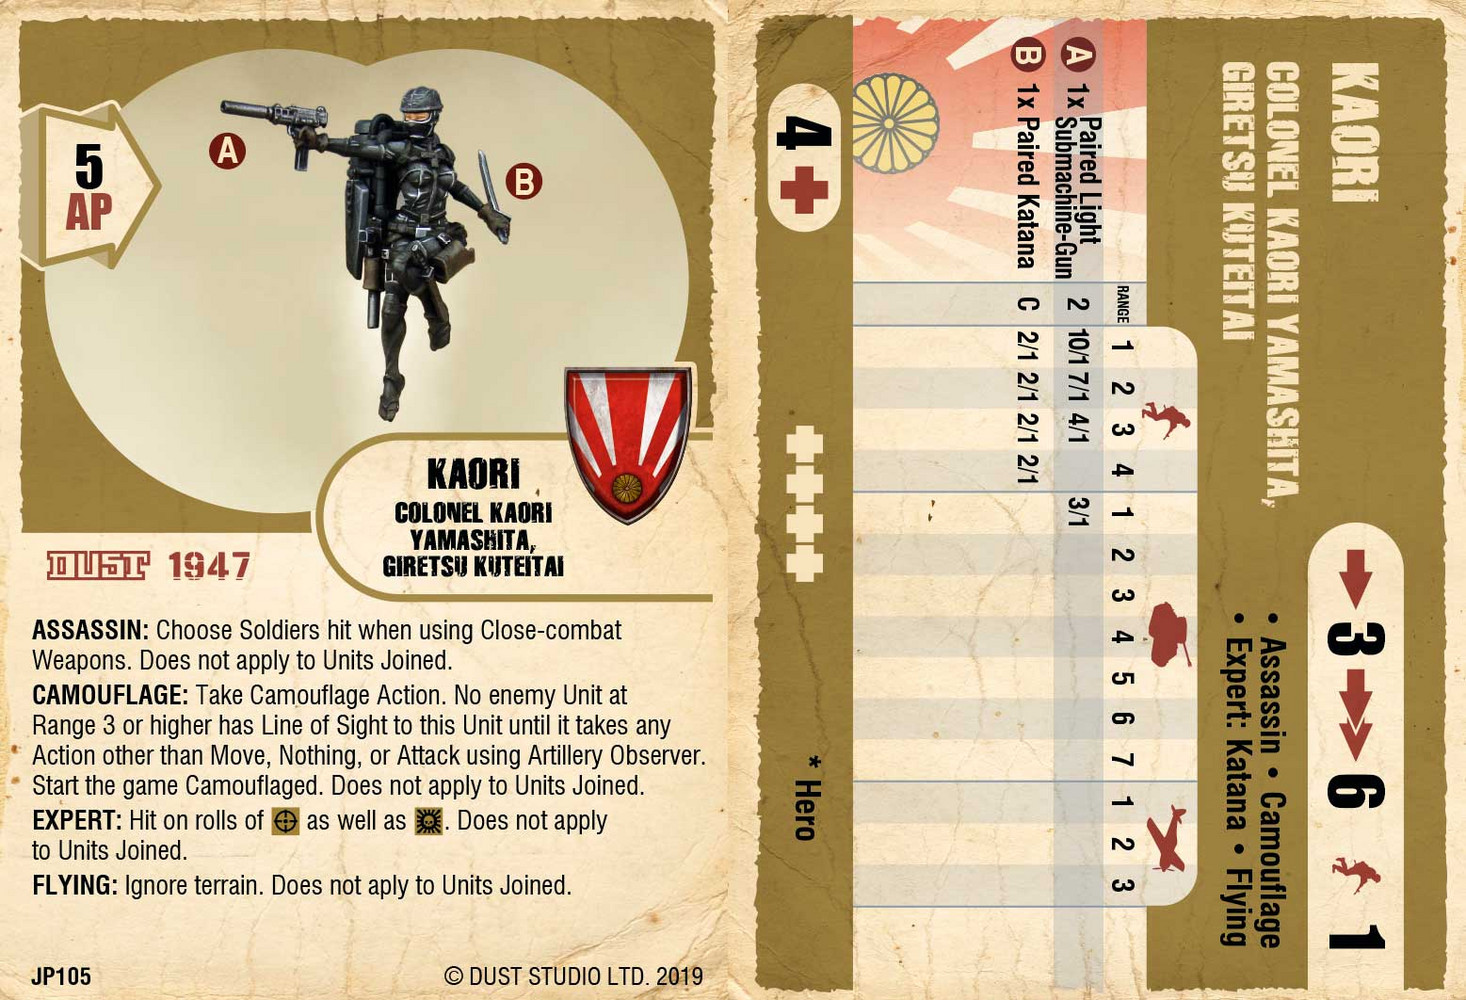 5
AP
A
B
KAORI
COLONEL KAORI
YAMASHITA,
GIRETSU KUTEITAI
DUST 1947
ASSASSIN: Choose Soldiers hit when using Close-combat
Weapons. Does not apply to Units Joined.
CAMOUFLAGE: Take Camouflage Action. No enemy Unit at
Range 3 or higher has Line of Sight to this Unit until it takes any
Action other than Move, Nothing, or Attack using Artillery Observer.
Start the game Camouflaged. Does not apply to Units Joined.
EXPERT: Hit on rolls of as well as . Does not apply
to Units Joined.
FLYING: Ignore terrain. Does not aply to Units Joined.
JP105
© DUST STUDIO LTD. 2019
KAORI
COLONEL KAORI YAMASHITA,
GIRETSU KUTEITAI
3 6 1
• Assassin • Camouflage
• Expert: Katana • Flying
RANGE 1 2 3 4 1 2 3 4 5 6 7 1 2 3
A 1x Paired Light
Submachine-Gun 2 10/1 7/1 4/1 3/1
B 1x Paired Katana C 2/1 2/1 2/1 2/1
4
* Hero